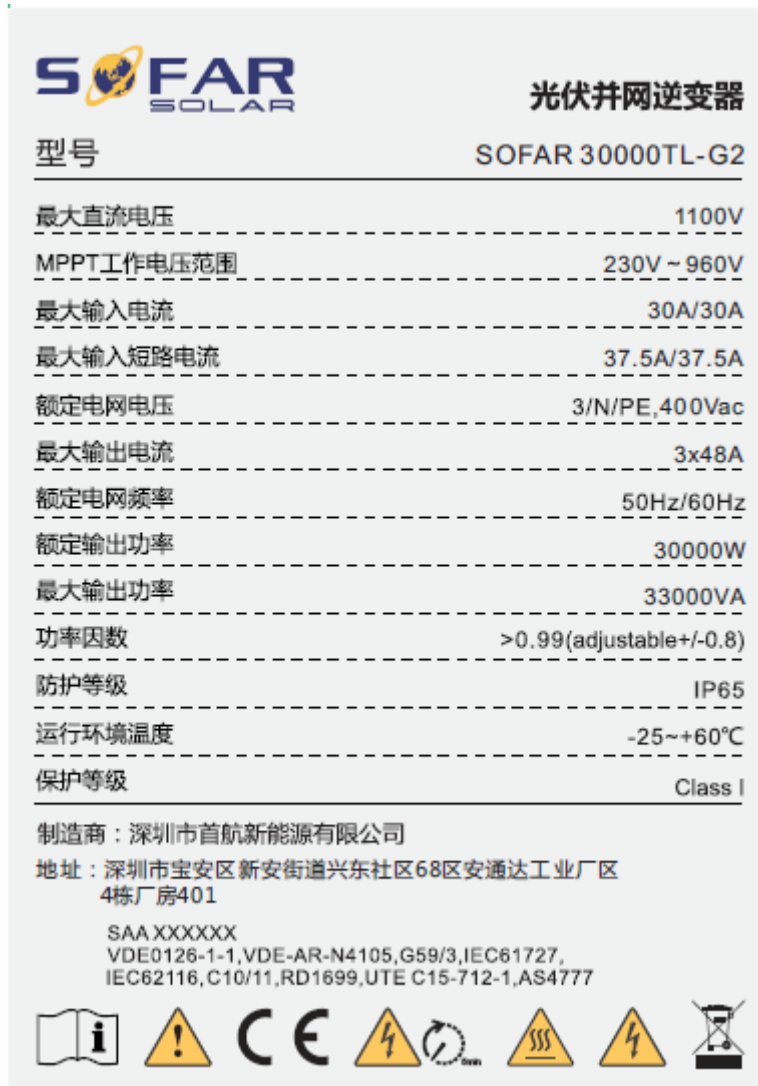 SOFAR
SOLAR
光伏并网逆变器
型号 SOFAR 30000TL-G2
最大直流电压 1100V
MPPT工作电压范围 230V~960V
最大输入电流 30A/30A
最大输入短路电流 37.5A/37.5A
额定电网电压 3/N/PE,400Vac
最大输出电流 3x48A
额定电网频率 50Hz/60Hz
额定输出功率 30000W
最大输出功率 33000VA
功率因数 >0.99(adjustable+/-0.8)
防护等级 IP65
运行环境温度 -25~+60℃
保护等级 Class I
制造商：深圳市首航新能源有限公司
地址：深圳市宝安区新安街道兴东社区68区安通达工业厂区
4栋厂房401
SAA XXXXXX
VDE0126-1-1,VDE-AR-N4105,G59/3,IEC61727,
IEC62116,C10/11,RD1699,UTE C15-712-1,AS4777
i CE